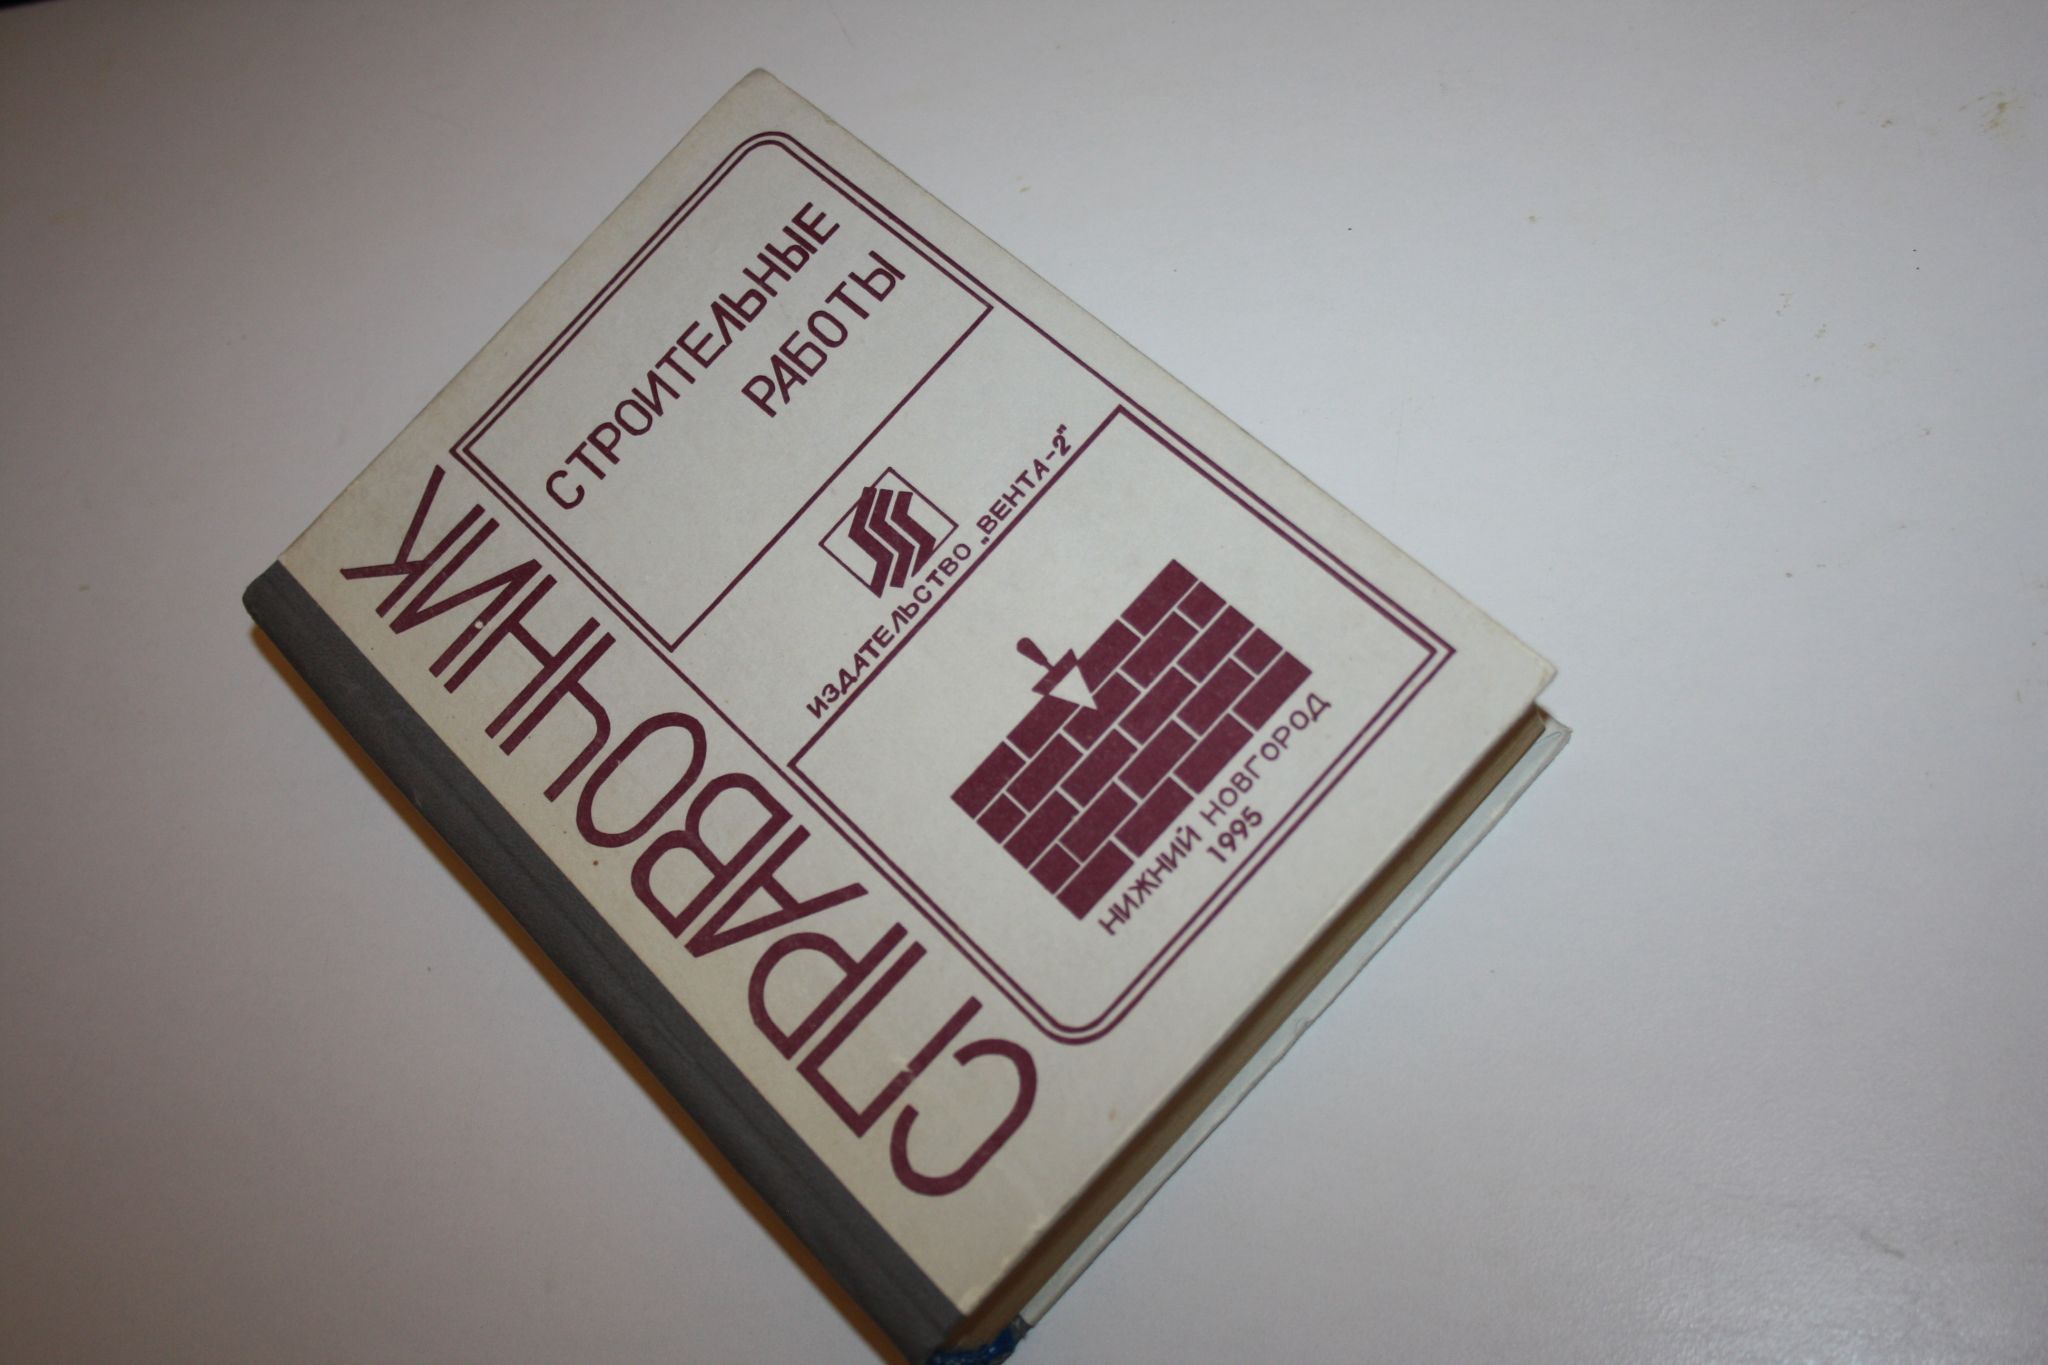 СПРАВОЧНИК
СТРОИТЕЛЬНЫЕ
РАБОТЫ
ИЗДАТЕЛЬСТВО „ВЕНТА-2"
НИЖНИЙ НОВГОРОД
1995